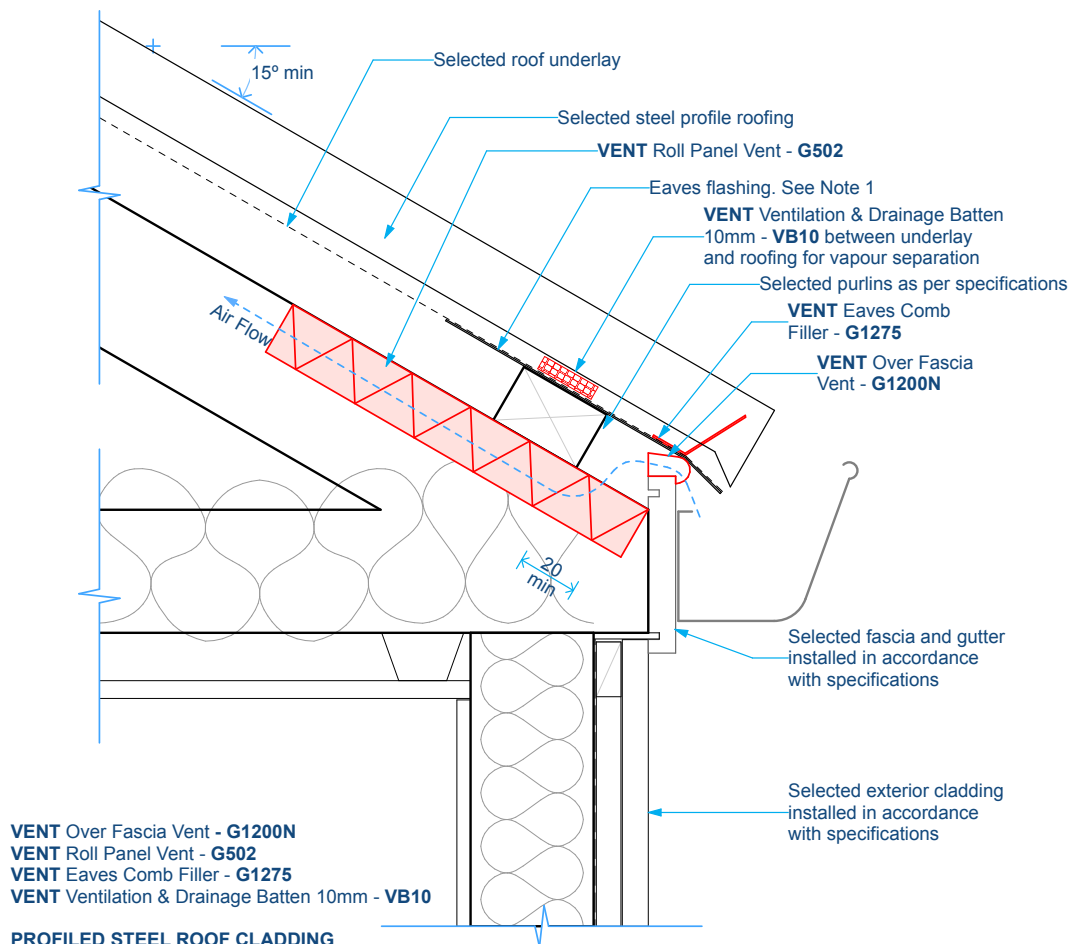 15º min
Selected roof underlay
Selected steel profile roofing
VENT Roll Panel Vent - G502
Eaves flashing. See Note 1
VENT Ventilation & Drainage Batten
10mm - VB10 between underlay
and roofing for vapour separation
Selected purlins as per specifications
VENT Eaves Comb
Filler - G1275
VENT Over Fascia
Vent - G1200N
Air Flow
20
min
Selected fascia and gutter
installed in accordance
with specifications
Selected exterior cladding
installed in accordance
with specifications
VENT Over Fascia Vent - G1200N
VENT Roll Panel Vent - G502
VENT Eaves Comb Filler - G1275
VENT Ventilation & Drainage Batten 10mm - VB10
PROFILED STEEL ROOF CLADDING